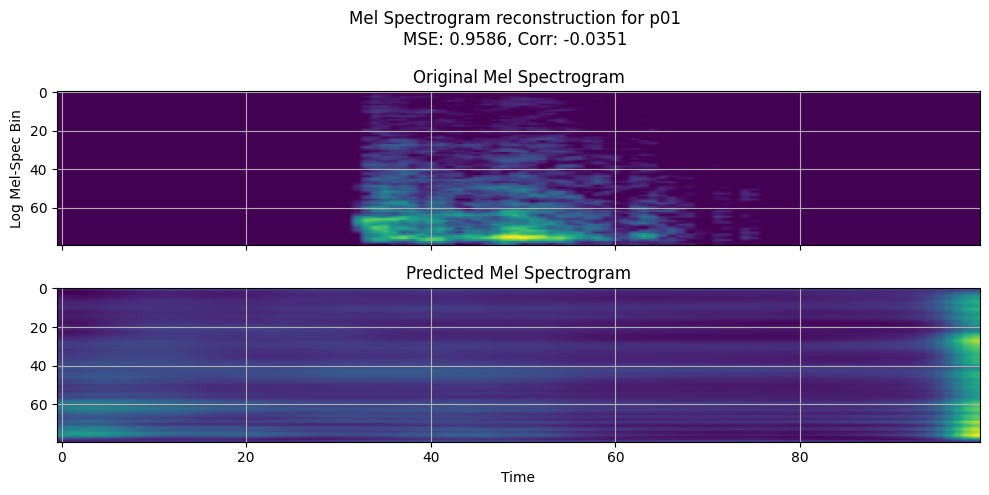 Mel Spectrogram reconstruction for p01
MSE: 0.9586, Corr: -0.0351
Original Mel Spectrogram
0
20
40
60
Log Mel-Spec Bin
Predicted Mel Spectrogram
0
20
40
60
0 20 40 60 80
Time